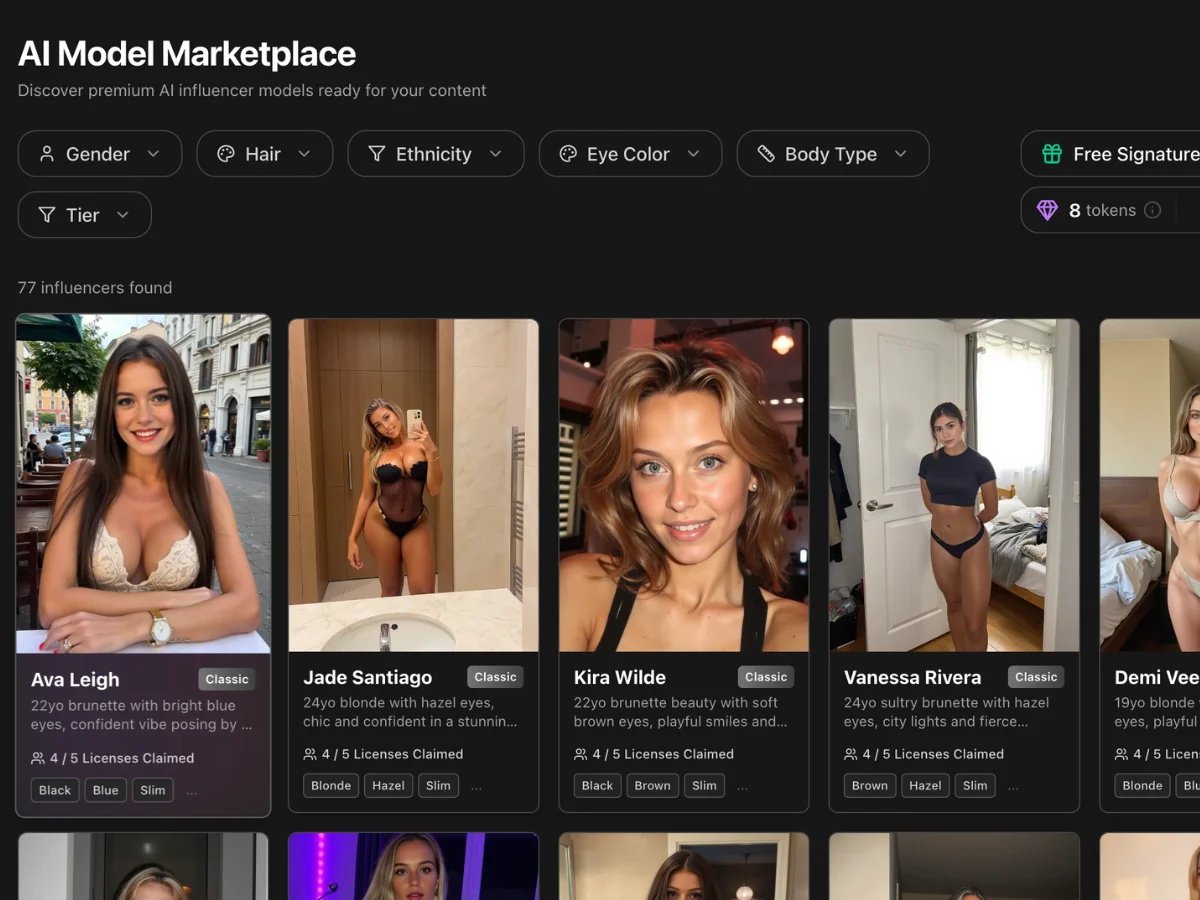 AI Model Marketplace
Discover premium AI influencer models ready for your content
Gender
Hair
Ethnicity
Eye Color
Body Type
Free Signature
Tier
8 tokens
77 influencers found
Ava Leigh
Classic
22yo brunette with bright blue
eyes, confident vibe posing by ...
4 / 5 Licenses Claimed
Black
Blue
Slim
...
Jade Santiago
Classic
24yo blonde with hazel eyes,
chic and confident in a stunnin...
4 / 5 Licenses Claimed
Blonde
Hazel
Slim
...
Kira Wilde
Classic
22yo brunette beauty with soft
brown eyes, playful smiles and...
4 / 5 Licenses Claimed
Black
Brown
Slim
...
Vanessa Rivera
Classic
24yo sultry brunette with hazel
eyes, city lights and fierce...
4 / 5 Licenses Claimed
Brown
Hazel
Slim
...
Demi Vee
19yo blonde
eyes, playful
4 / 5 Licen
Blonde
Blu